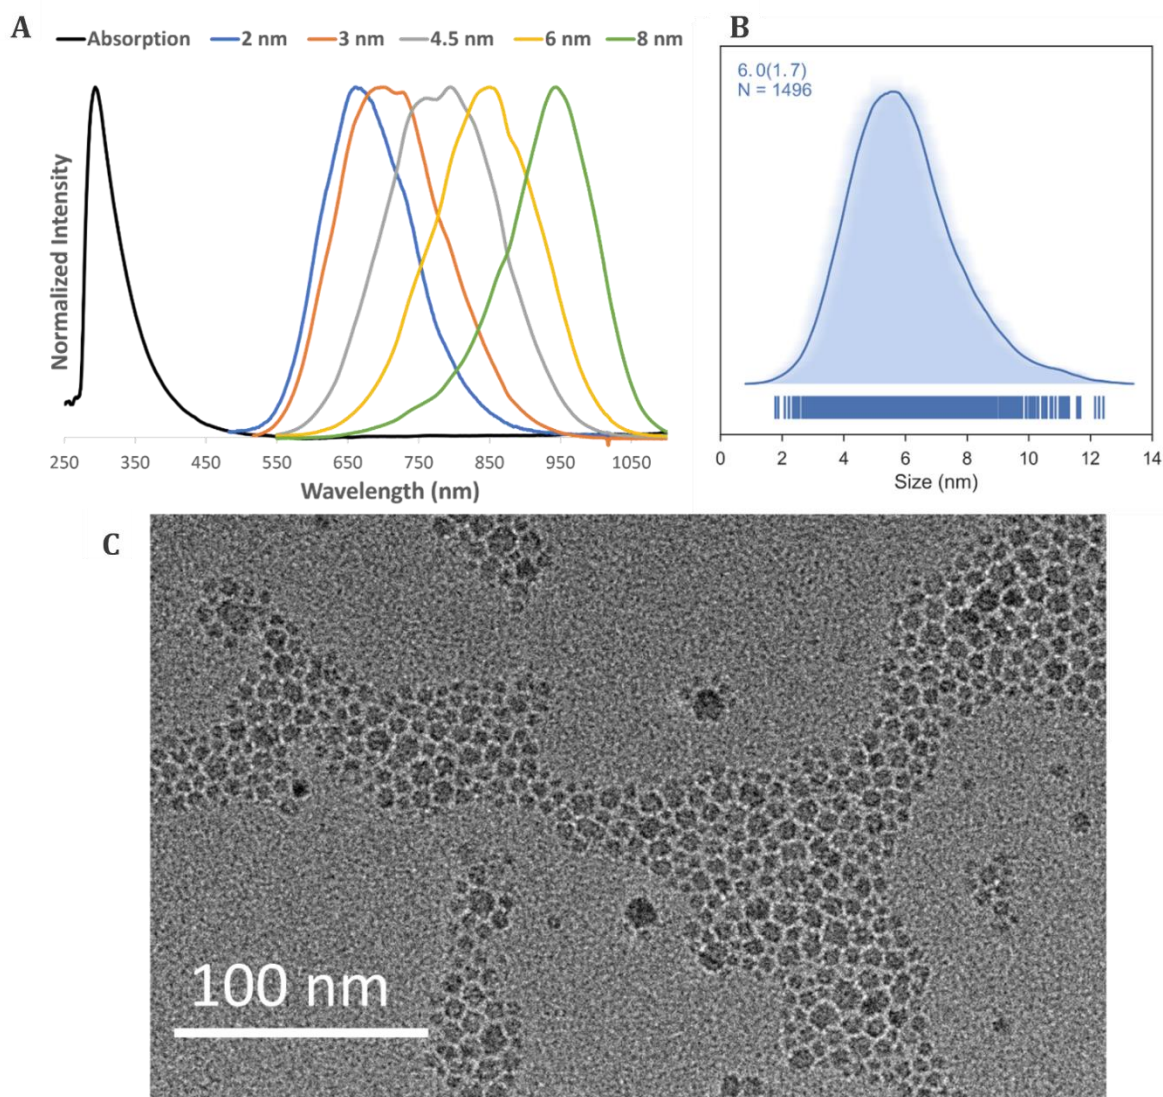 A
Absorption 2 nm 3 nm 4.5 nm 6 nm 8 nm
Normalized Intensity
250 350 450 550 650 750 850 950 1050
Wavelength (nm)
B
6.0(1.7)
N = 1496
0 2 4 6 8 10 12 14
Size (nm)
C
100 nm